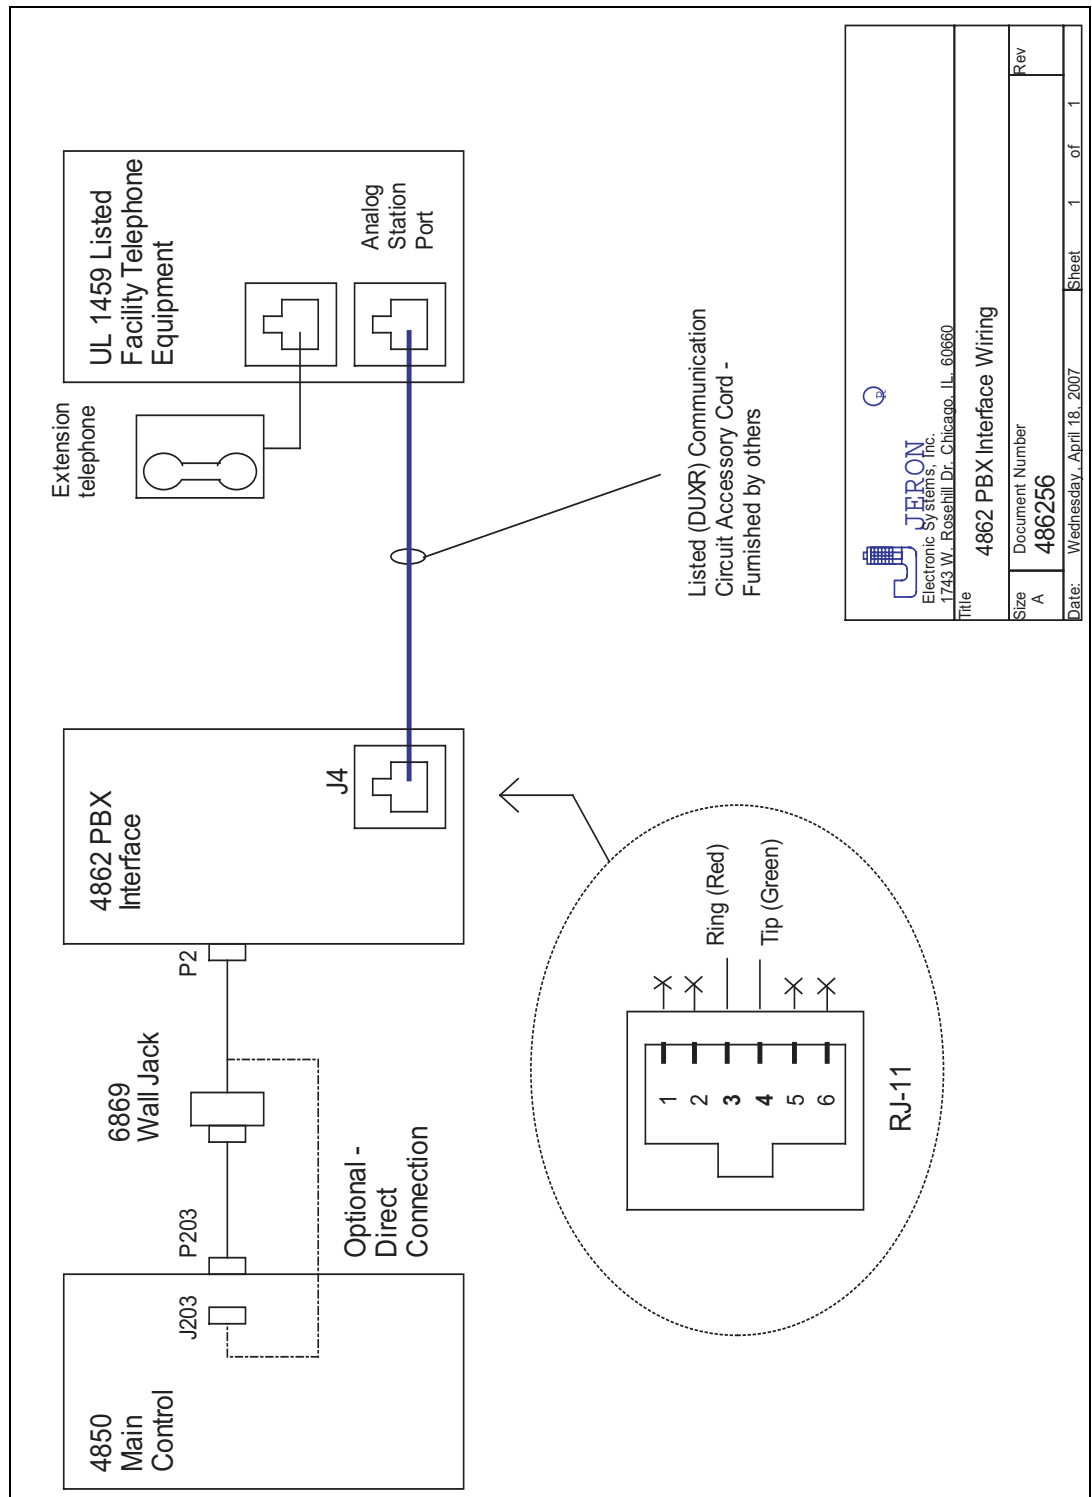 4850
Main
Control
J203
P203
Optional -
Direct
Connection
6869
Wall Jack
P2
4862 PBX
Interface
J4
Extension
telephone
UL 1459 Listed
Facility Telephone
Equipment
Analog
Station
Port
Listed (DUXR) Communication
Circuit Accessory Cord -
Furnished by others
1
2
3
4
5
6
Ring (Red)
Tip (Green)
RJ-11
JERON
Electronic Systems, Inc.
1743 W. Rosehill Dr. Chicago, IL. 60660
Title
4862 PBX Interface Wiring
Size
A
Document Number
486256
Rev
Date:
Wednesday, April 18, 2007
Sheet
1
of
1